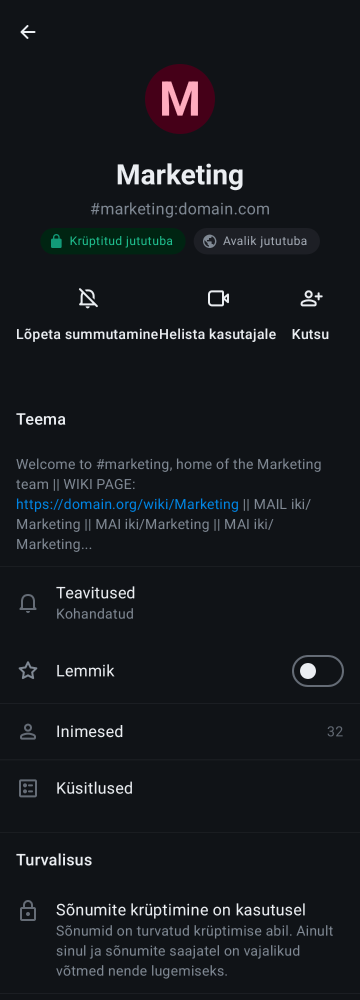 M
Marketing
#marketing:domain.com
Krüptitud jututuba
Avalik jututuba
Lõpeta summutamine
Helista kasutajale
Kutsu
Teema
Welcome to #marketing, home of the Marketing
team || WIKI PAGE:
https://domain.org/wiki/Marketing || MAIL iki/
Marketing || MAI iki/Marketing || MAI iki/
Marketing...
Teavitused
Kohandatud
Lemmik
Inimesed
32
Küsitlused
Turvalisus
Sõnumite krüptimine on kasutusel
Sõnumid on turvatud krüptimise abil. Ainult
sinul ja sõnumite saajatel on vajalikud
võtmed nende lugemiseks.